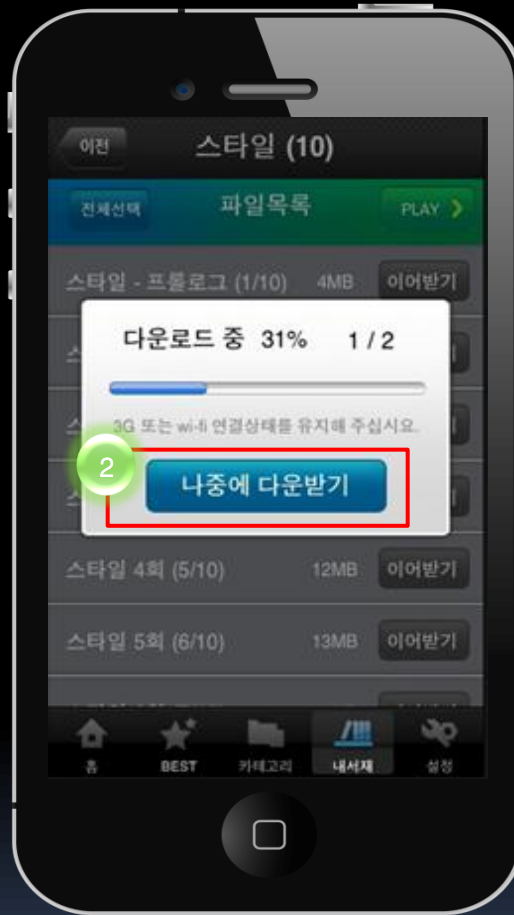 이전 스타일 (10)
전체선택 파일목록 PLAY
스타일 - 프롤로그 (1/10) 4MB 이어받기
다운로드 중 31% 1 / 2
3G 또는 wi-fi 연결상태를 유지해 주십시요.
2
나중에 다운받기
스타일 4회 (5/10) 12MB 이어받기
스타일 5회 (6/10) 13MB 이어받기
홈 BEST 카테고리 내서재 설정